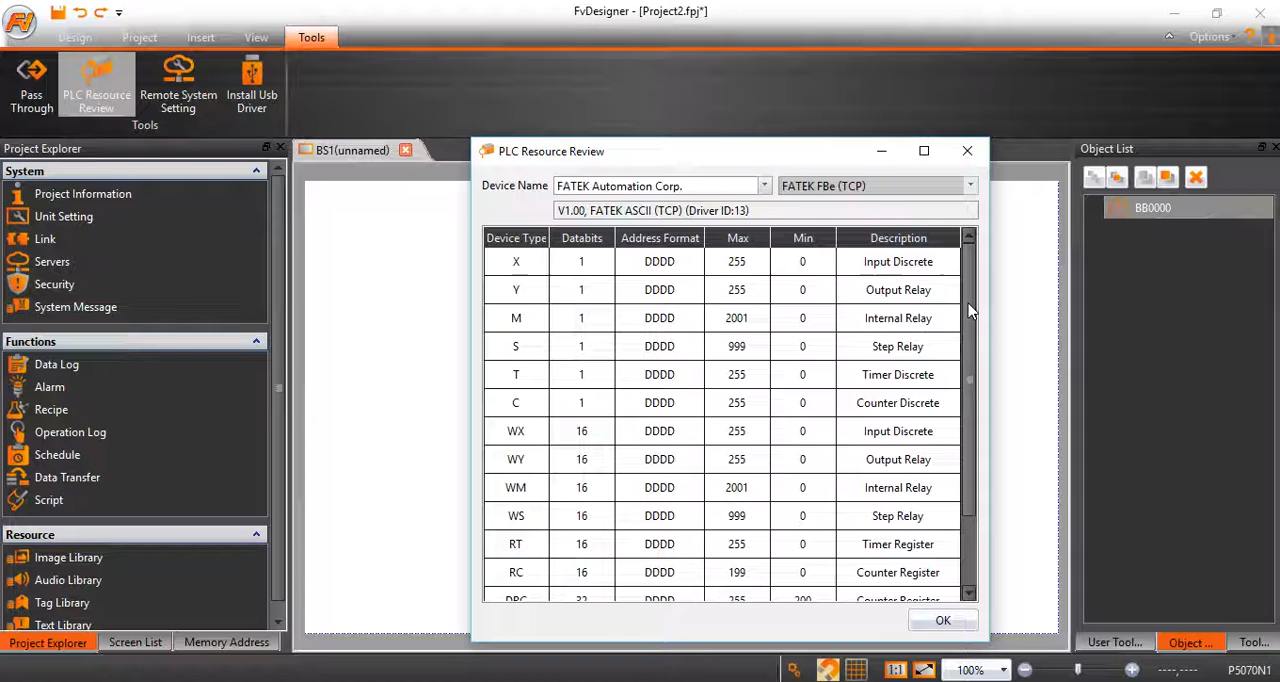 FvDesigner - [Project2.fpj*]
Design Project Insert View Tools Options
Pass Through
PLC Resource Review
Remote System Setting
Install Usb Driver
Tools
Project Explorer
System
Project Information
Unit Setting
Link
Servers
Security
System Message
Functions
Data Log
Alarm
Recipe
Operation Log
Schedule
Data Transfer
Script
Resource
Image Library
Audio Library
Tag Library
Text Library
Project Explorer Screen List Memory Address
BS1(unnamed)
PLC Resource Review
Device Name FATEK Automation Corp. FATEK FBe (TCP)
V1.00, FATEK ASCII (TCP) (Driver ID:13)
Device Type Databits Address Format Max Min Description
X 1 DDDD 255 0 Input Discrete
Y 1 DDDD 255 0 Output Relay
M 1 DDDD 2001 0 Internal Relay
S 1 DDDD 999 0 Step Relay
T 1 DDDD 255 0 Timer Discrete
C 1 DDDD 255 0 Counter Discrete
WX 16 DDDD 255 0 Input Discrete
WY 16 DDDD 255 0 Output Relay
WM 16 DDDD 2001 0 Internal Relay
WS 16 DDDD 999 0 Step Relay
RT 16 DDDD 255 0 Timer Register
RC 16 DDDD 199 0 Counter Register
DRC 32 DDDD 255 200 Counter Register
OK
Object List
BB0000
User Tool... Object ... Tool...
1:1 100% ----,---- P5070N1